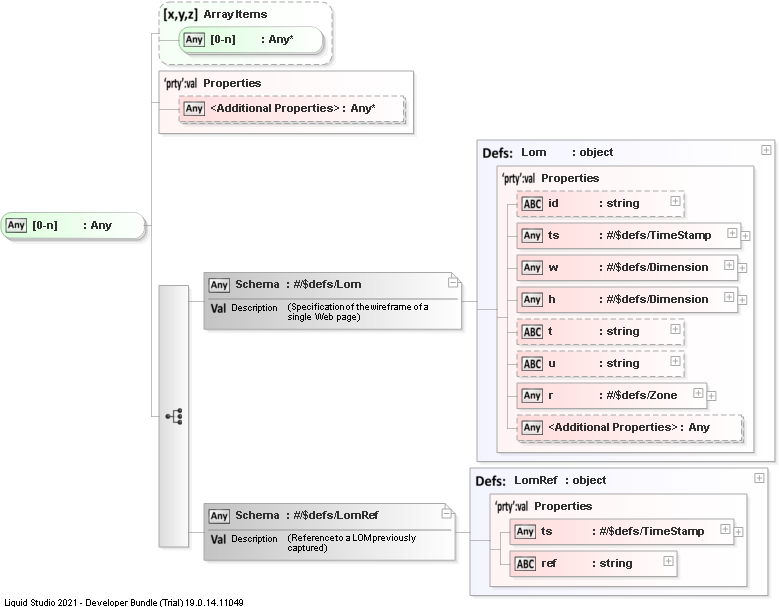 [x,y,z] ArrayItems
Any [0-n] : Any*
'prty':val Properties
Any <Additional Properties> : Any*
Any [0-n] : Any
Any Schema : #/$defs/Lom
Val Description (Specification of the wireframe of a
single Web page)
Defs: Lom : object
'prty':val Properties
ABC id : string
Any ts : #/$defs/TimeStamp
Any w : #/$defs/Dimension
Any h : #/$defs/Dimension
ABC t : string
ABC u : string
Any r : #/$defs/Zone
Any <Additional Properties> : Any
Any Schema : #/$defs/LomRef
Val Description (Reference to a LOM previously
captured)
Defs: LomRef : object
'prty':val Properties
Any ts : #/$defs/TimeStamp
ABC ref : string
Liquid Studio 2021 - Developer Bundle (Trial) 19.0.14.11049